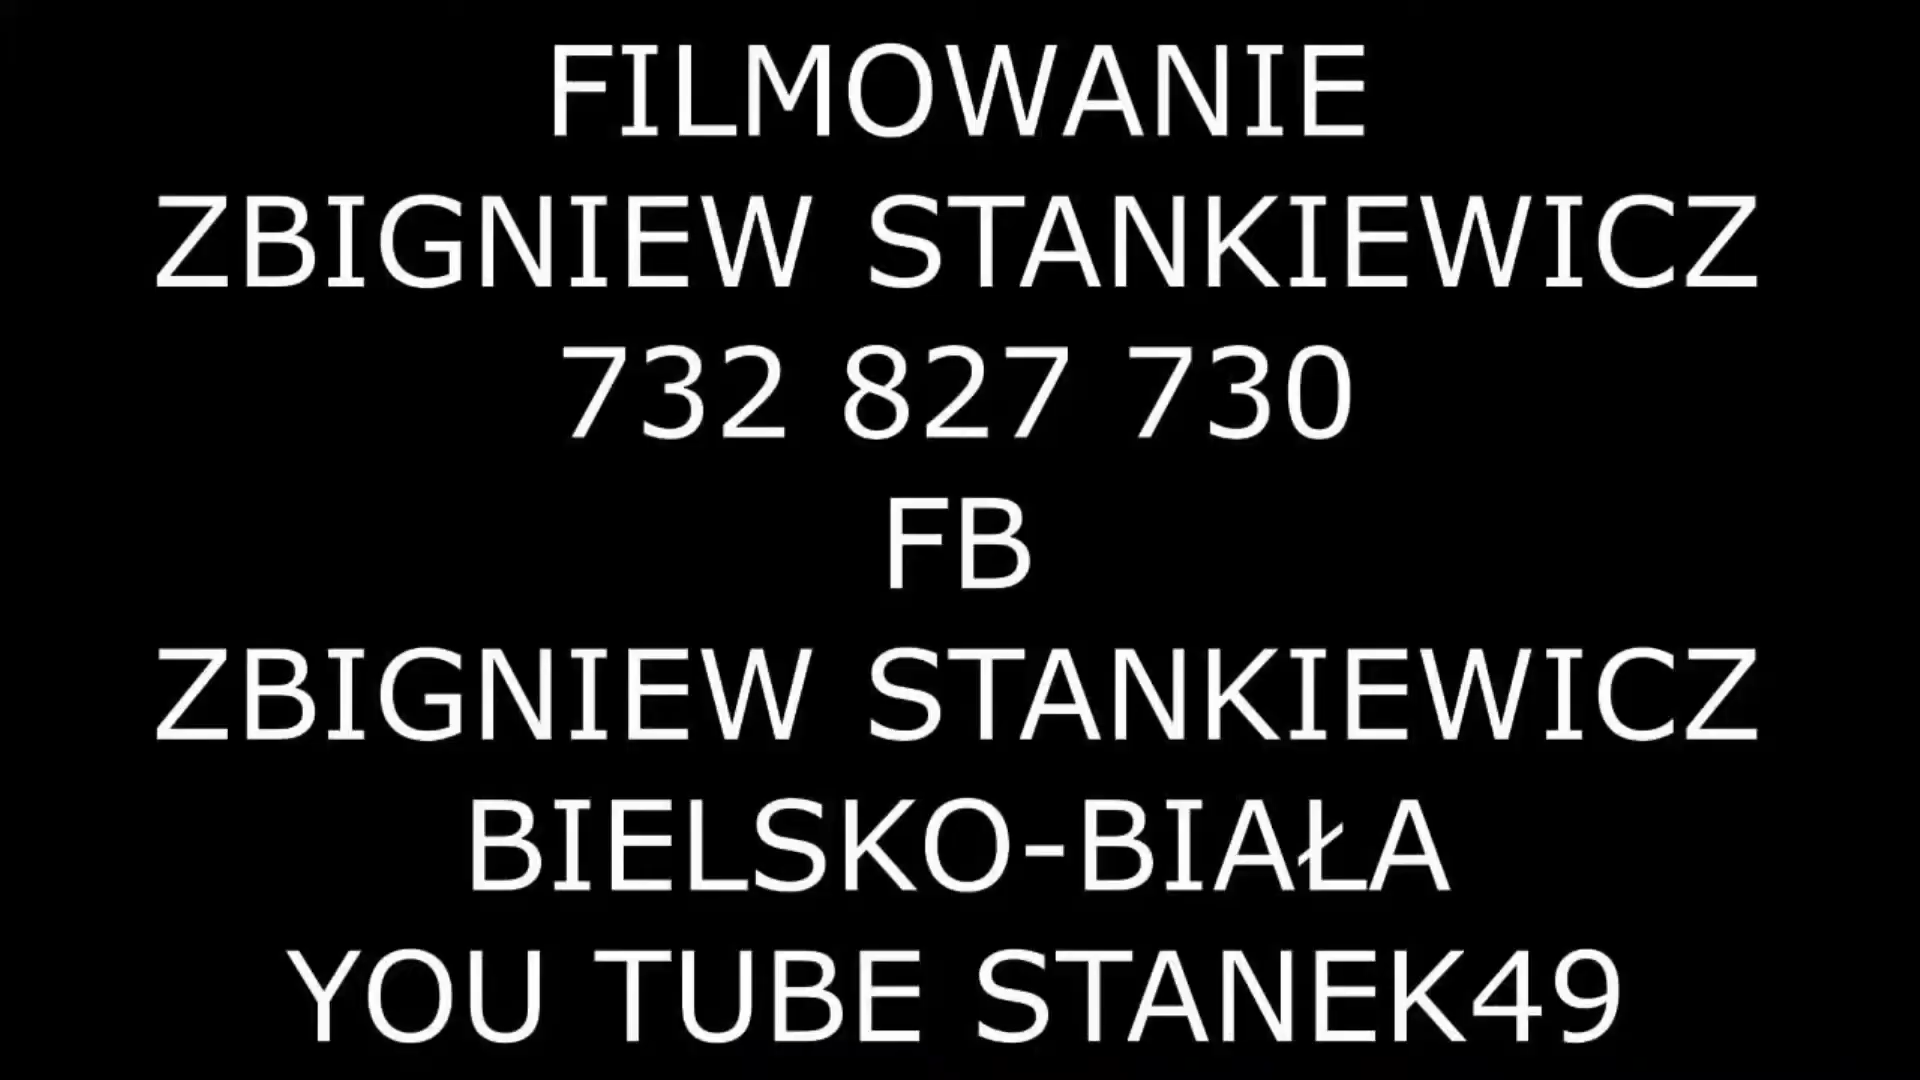 FILMOWANIE
ZBIGNIEW STANKIEWICZ
732 827 730
FB
ZBIGNIEW STANKIEWICZ
BIELSKO-BIAŁA
YOU TUBE STANEK49